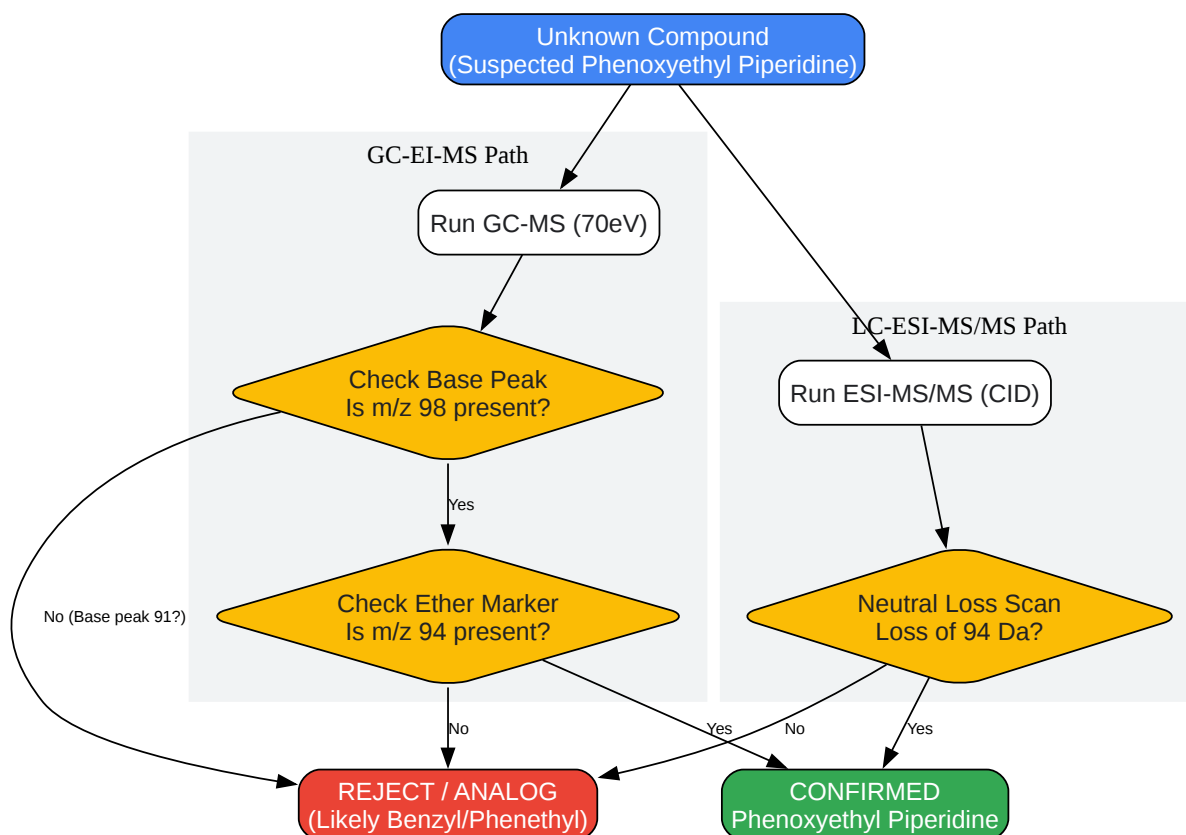 Unknown Compound
(Suspected Phenoxyethyl Piperidine)
GC-EI-MS Path
Run GC-MS (70eV)
LC-ESI-MS/MS Path
Check Base Peak
Is m/z 98 present?
Run ESI-MS/MS (CID)
Yes
No (Base peak 91?)
Check Ether Marker
Is m/z 94 present?
Neutral Loss Scan
Loss of 94 Da?
No
Yes
No
Yes
REJECT / ANALOG
(Likely Benzyl/Phenethyl)
CONFIRMED
Phenoxyethyl Piperidine